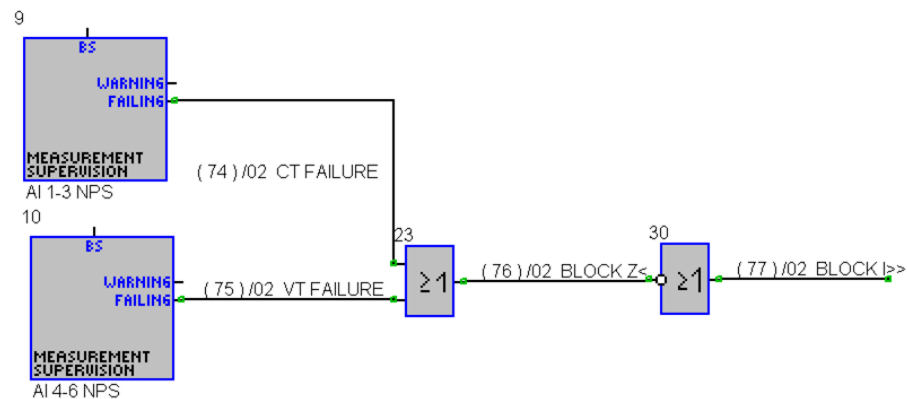 9
BS
WARNING
FAILING
MEASUREMENT
SUPERVISION
AI 1-3 NPS
( 74 ) /02 CT FAILURE
10
BS
WARNING
FAILING
MEASUREMENT
SUPERVISION
AI 4-6 NPS
( 75 ) /02 VT FAILURE
23
≥1
( 76 ) /02 BLOCK Z<
30
≥1
( 77 ) /02 BLOCK I>>